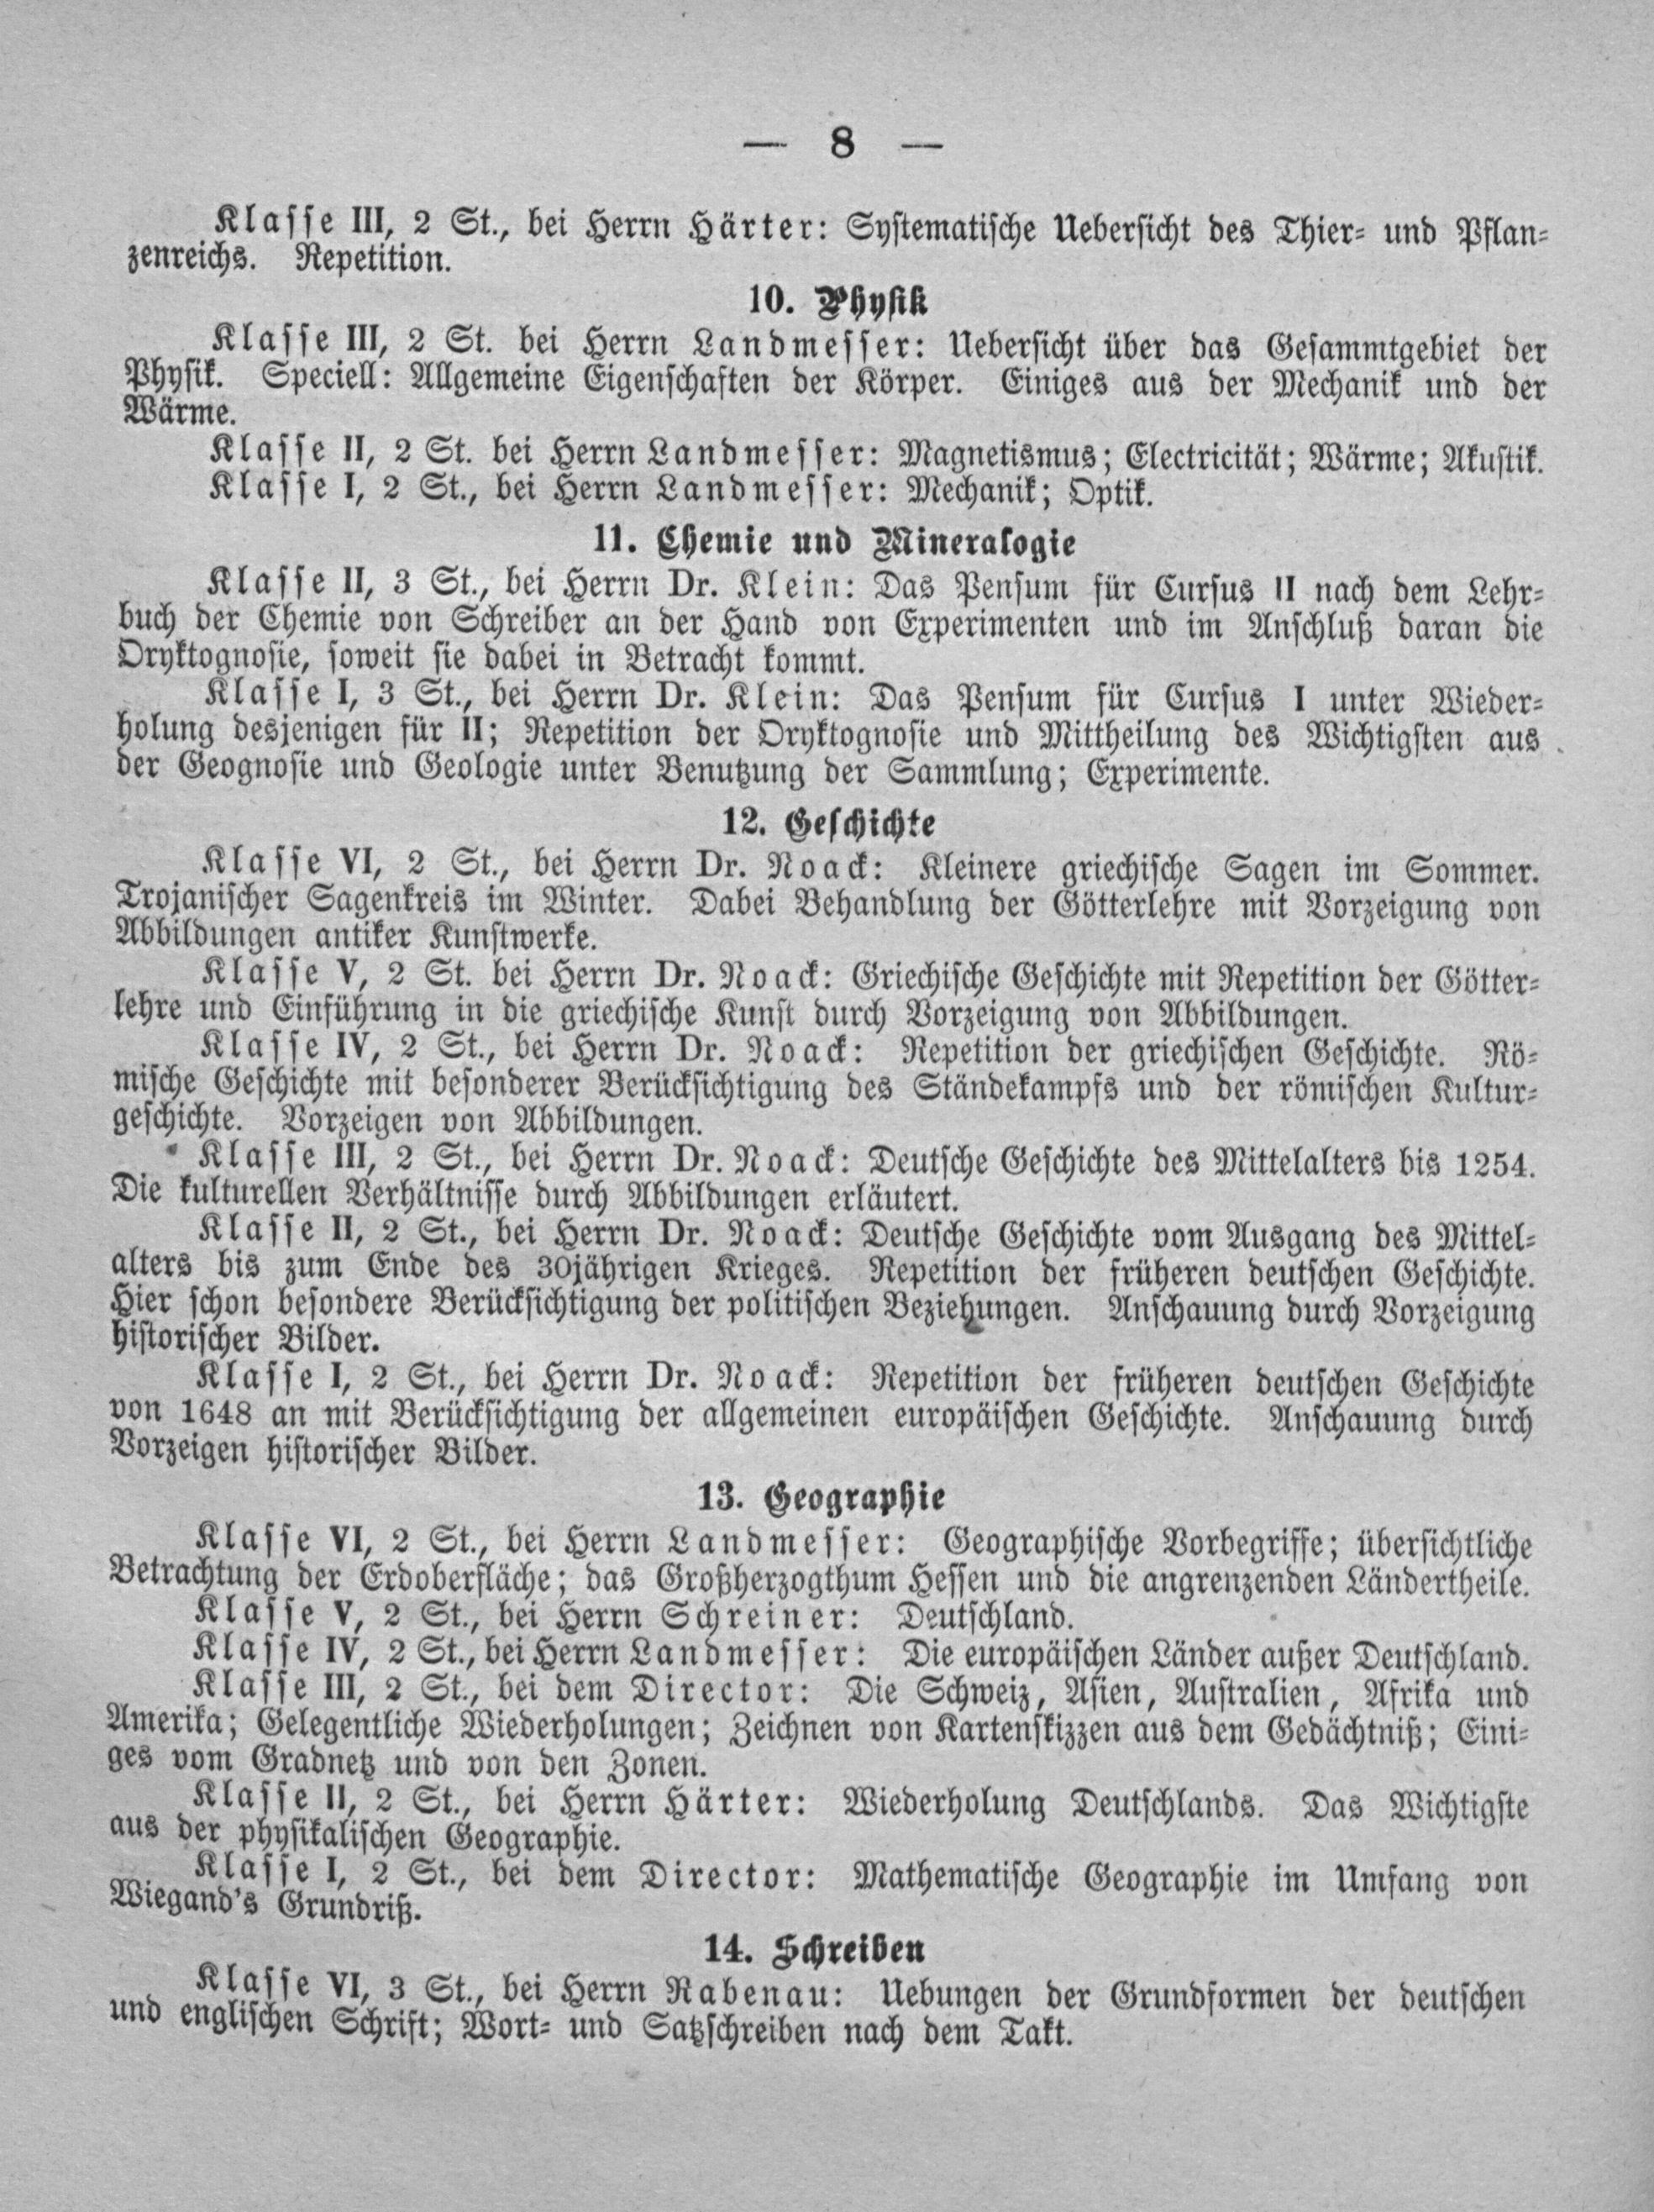 — 8 —
Klasse III, 2 St., bei Herrn Härter: Systematische Uebersicht des Thier- und Pflan-
zenreichs. Repetition.
10. Physik
Klasse III, 2 St. bei Herrn Landmesser: Uebersicht über das Gesammtgebiet der
Physik. Speciell: Allgemeine Eigenschaften der Körper. Einiges aus der Mechanik und der
Wärme.
Klasse II, 2 St. bei Herrn Landmesser: Magnetismus; Electricität; Wärme; Akustik.
Klasse I, 2 St., bei Herrn Landmesser: Mechanik; Optik.
11. Chemie und Mineralogie
Klasse II, 3 St., bei Herrn Dr. Klein: Das Pensum für Cursus II nach dem Lehr-
buch der Chemie von Schreiber an der Hand von Experimenten und im Anschluß daran die
Oryktognosie, soweit sie dabei in Betracht kommt.
Klasse I, 3 St., bei Herrn Dr. Klein: Das Pensum für Cursus I unter Wieder-
holung desjenigen für II; Repetition der Oryktognosie und Mittheilung des Wichtigsten aus
der Geognosie und Geologie unter Benutzung der Sammlung; Experimente.
12. Geschichte
Klasse VI, 2 St., bei Herrn Dr. Noack: Kleinere griechische Sagen im Sommer.
Trojanischer Sagenkreis im Winter. Dabei Behandlung der Götterlehre mit Vorzeigung von
Abbildungen antiker Kunstwerke.
Klasse V, 2 St. bei Herrn Dr. Noack: Griechische Geschichte mit Repetition der Götter-
lehre und Einführung in die griechische Kunst durch Vorzeigung von Abbildungen.
Klasse IV, 2 St., bei Herrn Dr. Noack: Repetition der griechischen Geschichte. Rö-
mische Geschichte mit besonderer Berücksichtigung des Ständekampfs und der römischen Kultur-
geschichte. Vorzeigen von Abbildungen.
Klasse III, 2 St., bei Herrn Dr. Noack: Deutsche Geschichte des Mittelalters bis 1254.
Die kulturellen Verhältnisse durch Abbildungen erläutert.
Klasse II, 2 St., bei Herrn Dr. Noack: Deutsche Geschichte vom Ausgang des Mittel-
alters bis zum Ende des 30jährigen Krieges. Repetition der früheren deutschen Geschichte.
Hier schon besondere Berücksichtigung der politischen Beziehungen. Anschauung durch Vorzeigung
historischer Bilder.
Klasse I, 2 St., bei Herrn Dr. Noack: Repetition der früheren deutschen Geschichte
von 1648 an mit Berücksichtigung der allgemeinen europäischen Geschichte. Anschauung durch
Vorzeigen historischer Bilder.
13. Geographie
Klasse VI, 2 St., bei Herrn Landmesser: Geographische Vorbegriffe; übersichtliche
Betrachtung der Erdoberfläche; das Großherzogthum Hessen und die angrenzenden Ländertheile.
Klasse V, 2 St., bei Herrn Schreiner: Deutschland.
Klasse IV, 2 St., bei Herrn Landmesser: Die europäischen Länder außer Deutschland.
Klasse III, 2 St., bei dem Director: Die Schweiz, Asien, Australien, Afrika und
Amerika; Gelegentliche Wiederholungen; Zeichnen von Kartenskizzen aus dem Gedächtniß; Eini-
ges vom Gradnetz und von den Zonen.
Klasse II, 2 St., bei Herrn Härter: Wiederholung Deutschlands. Das Wichtigste
aus der physikalischen Geographie.
Klasse I, 2 St., bei dem Director: Mathematische Geographie im Umfang von
Wiegand's Grundriß.
14. Schreiben
Klasse VI, 3 St., bei Herrn Rabenau: Uebungen der Grundformen der deutschen
und englischen Schrift; Wort- und Satzschreiben nach dem Takt.